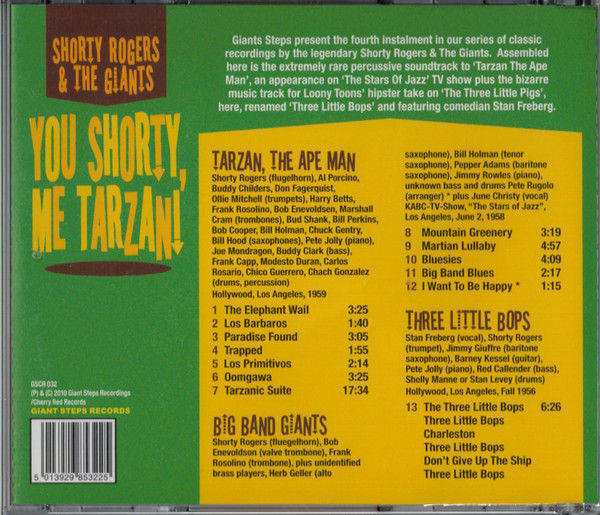 SHORTY ROGERS
& THE GIANTS
YOU SHORTY,
ME TARZAN!
Giants Steps present the fourth instalment in our series of classic
recordings by the legendary Shorty Rogers & The Giants. Assembled
here is the extremely rare percussive soundtrack to ‘Tarzan The Ape
Man’, an appearance on ‘The Stars Of Jazz’ TV show plus the bizarre
music track for Loony Toons’ hipster take on ‘The Three Little Pigs’,
here, renamed ‘Three Little Bops’ and featuring comedian Stan Freberg.
TARZAN, THE APE MAN
Shorty Rogers (flugelhorn), Al Porcino,
Buddy Childers, Don Fagerquist,
Ollie Mitchell (trumpets), Harry Betts,
Frank Rosolino, Bob Enevoldsen, Marshall
Cram (trombones), Bud Shank, Bill Perkins,
Bob Cooper, Bill Holman, Chuck Gentry,
Bill Hood (saxophones), Pete Jolly (piano),
Joe Mondragon, Buddy Clark (bass),
Frank Capp, Modesto Duran, Carlos
Rosario, Chico Guerrero, Chach Gonzalez
(drums, percussion)
Hollywood, Los Angeles, 1959
1 The Elephant Wail 3:25
2 Los Barbaros 1:40
3 Paradise Found 3:05
4 Trapped 1:55
5 Los Primitivos 2:14
6 Oomgawa 3:25
7 Tarzanic Suite 17:34
BIG BAND GIANTS
Shorty Rogers (fluegelhorn), Bob
Enevoldson (valve trombone), Frank
Rosolino (trombone), plus unidentified
brass players, Herb Geller (alto
saxophone), Bill Holman (tenor
saxophone), Pepper Adams (baritone
saxophone), Jimmy Rowles (piano),
unknown bass and drums Pete Rugolo
(arranger) * plus June Christy (vocal)
KABC-TV-Show, “The Stars of Jazz”,
Los Angeles, June 2, 1958
8 Mountain Greenery 3:19
9 Martian Lullaby 4:57
10 Bluesies 4:09
11 Big Band Blues 2:17
12 I Want To Be Happy * 1:15
THREE LITTLE BOPS
Stan Freberg (vocal), Shorty Rogers
(trumpet), Jimmy Giuffre (baritone
saxophone), Barney Kessel (guitar),
Pete Jolly (piano), Red Callender (bass),
Shelly Manne or Stan Levey (drums)
Hollywood, Los Angeles, Fall 1956
13 The Three Little Bops 6:26
Three Little Bops
Charleston
Three Little Bops
Don’t Give Up The Ship
Three Little Bops
GSCR 032
(P) & (C) 2010 Giant Steps Recordings
/Cherry Red Records
GIANT STEPS RECORDS
5 013929 853225